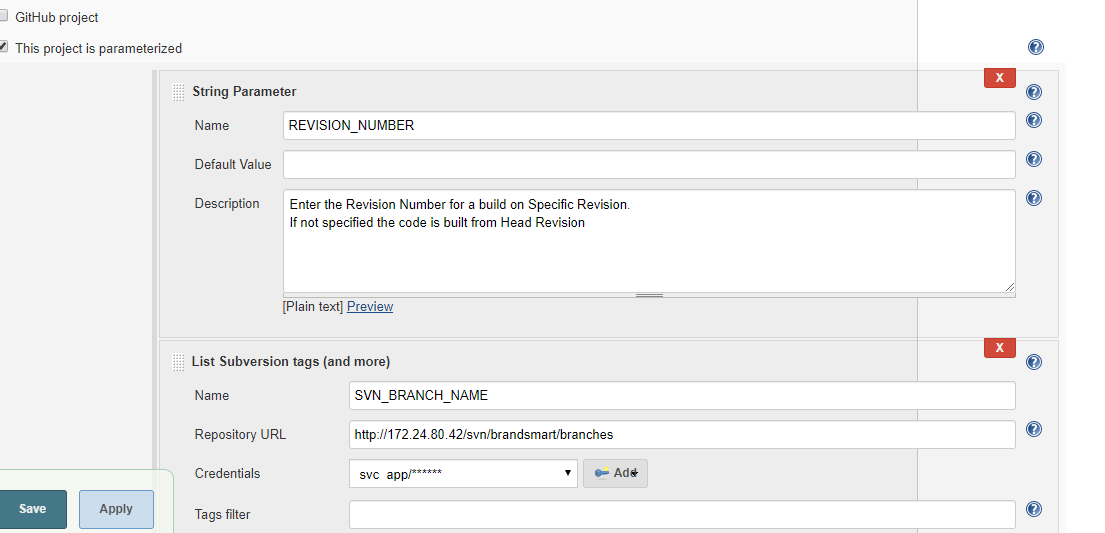 GitHub project
This project is parameterized
X
String Parameter
Name
REVISION_NUMBER
Default Value
Description
Enter the Revision Number for a build on Specific Revision.
If not specified the code is built from Head Revision
[Plain text] Preview
X
List Subversion tags (and more)
Name
SVN_BRANCH_NAME
Repository URL
http://172.24.80.42/svn/brandsmart/branches
Credentials
svc app/******
Add
Save
Apply
Tags filter